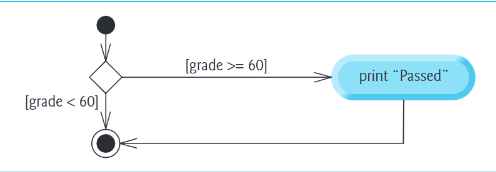 [grade >= 60]
print “Passed”
[grade < 60]